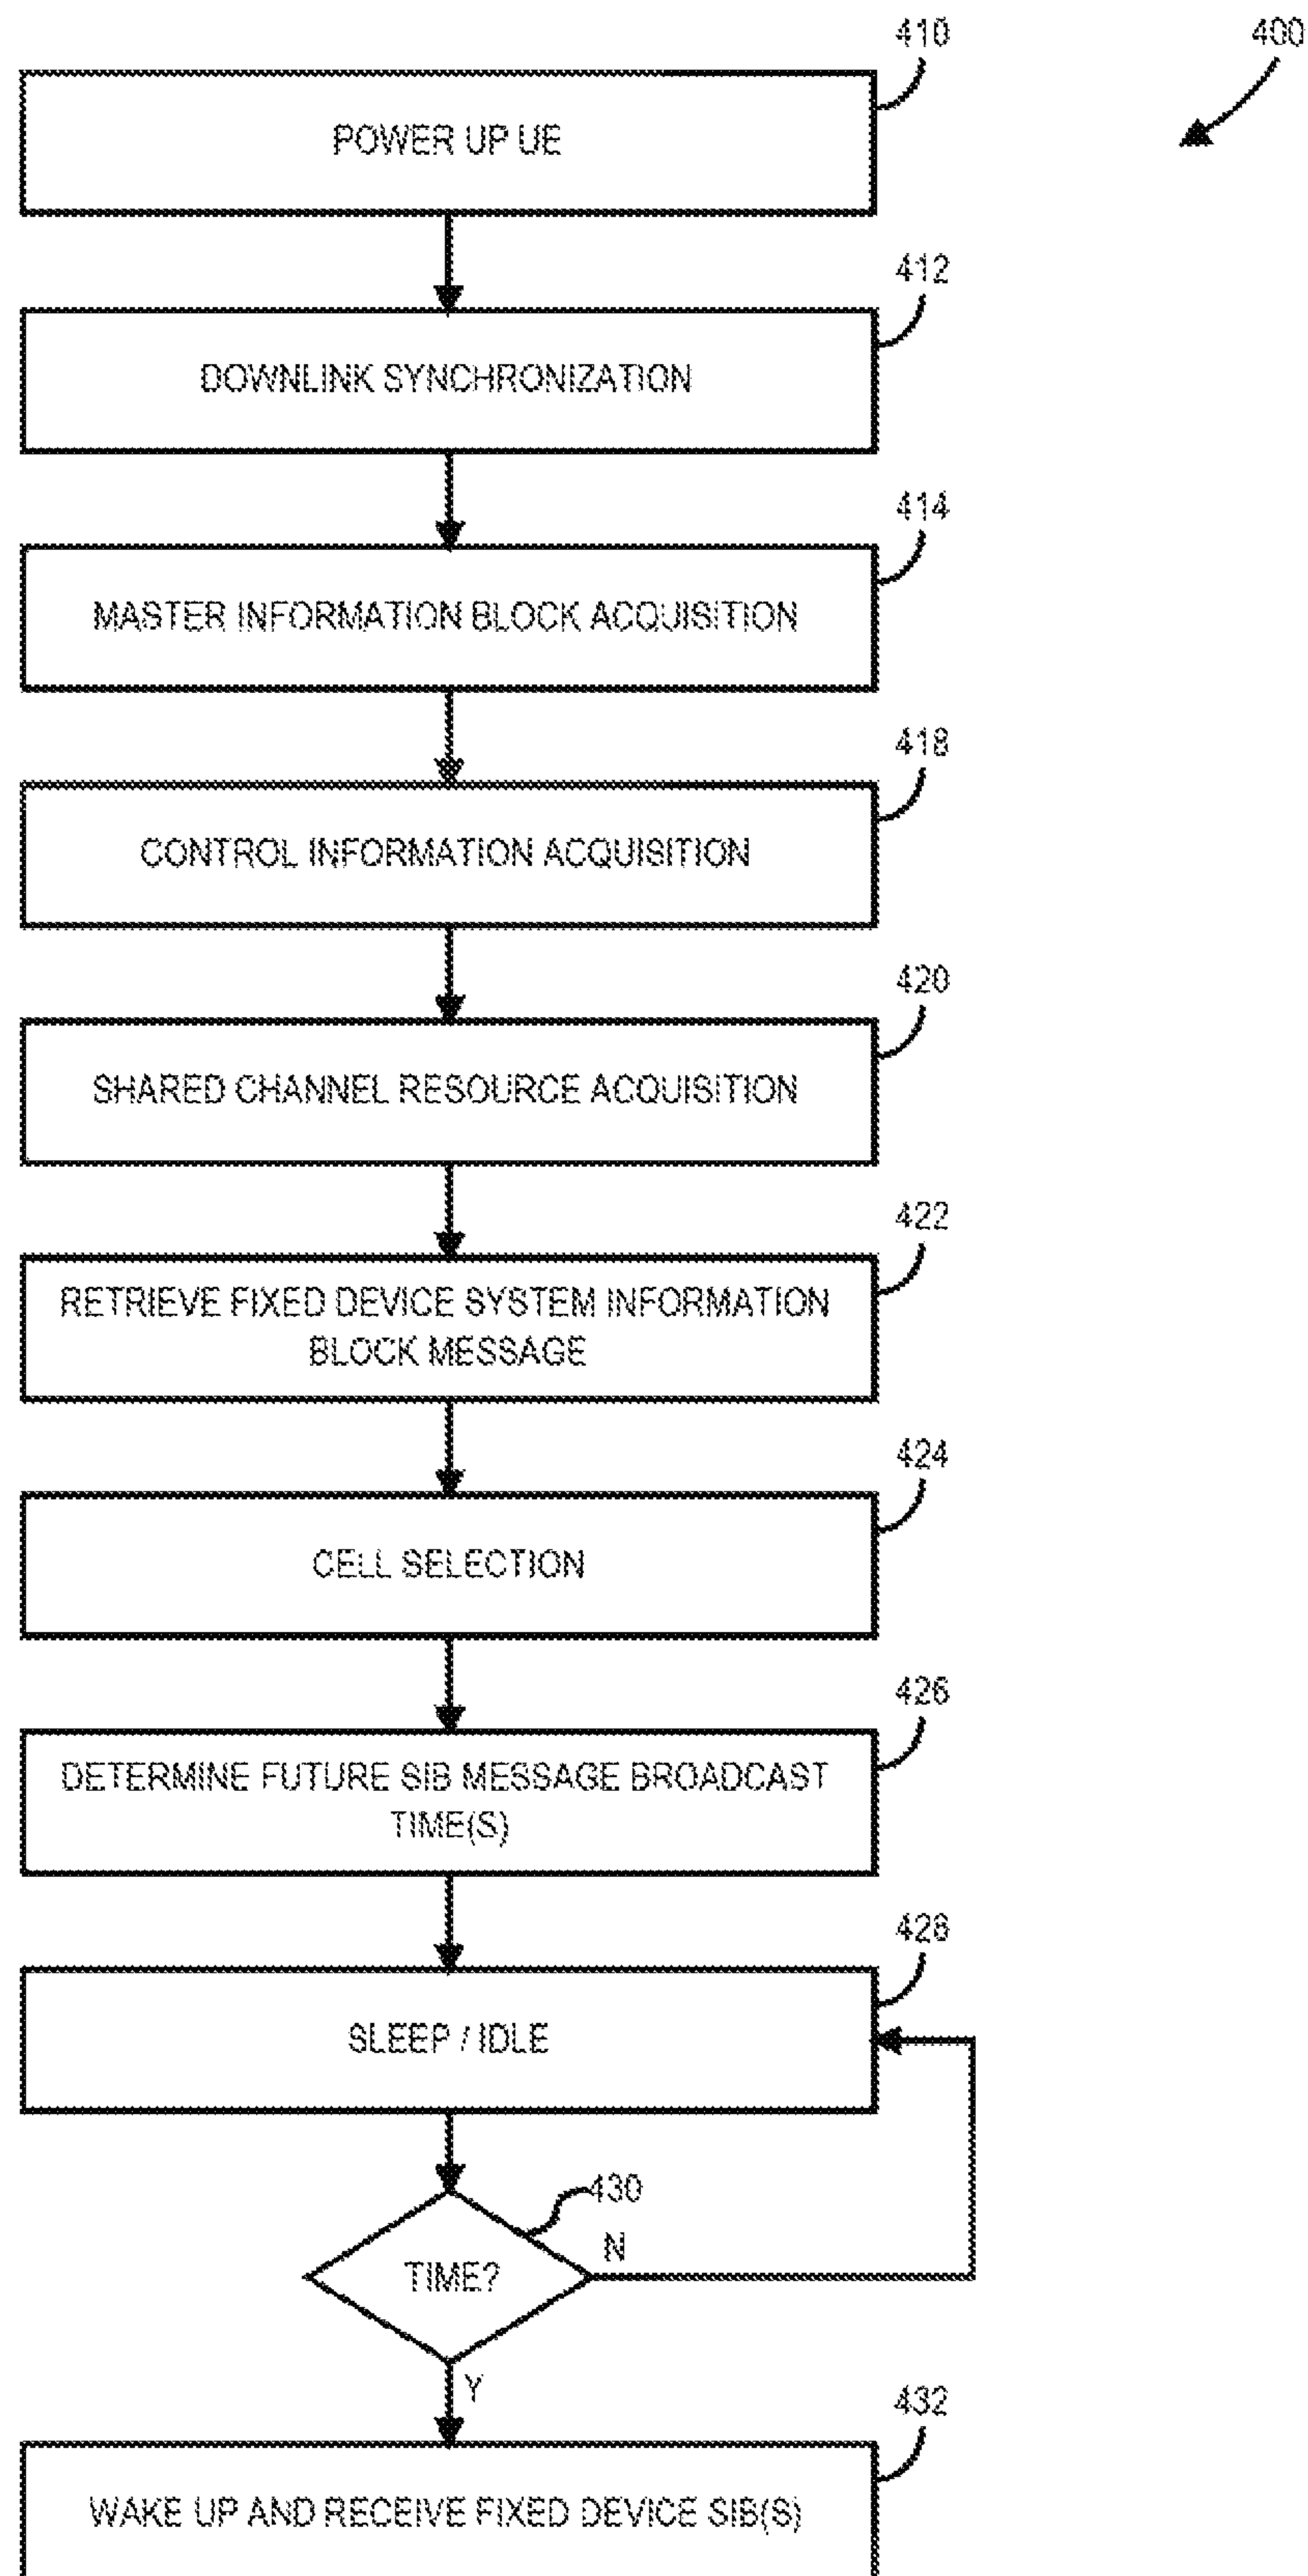 400
410
POWER UP UE
412
DOWNLINK SYNCHRONIZATION
414
MASTER INFORMATION BLOCK ACQUISITION
418
CONTROL INFORMATION ACQUISITION
420
SHARED CHANNEL RESOURCE ACQUISITION
422
RETRIEVE FIXED DEVICE SYSTEM INFORMATION
BLOCK MESSAGE
424
CELL SELECTION
426
DETERMINE FUTURE SIB MESSAGE BROADCAST
TIME(S)
428
SLEEP / IDLE
430
TIME?
N
Y
432
WAKE UP AND RECEIVE FIXED DEVICE SIB(S)